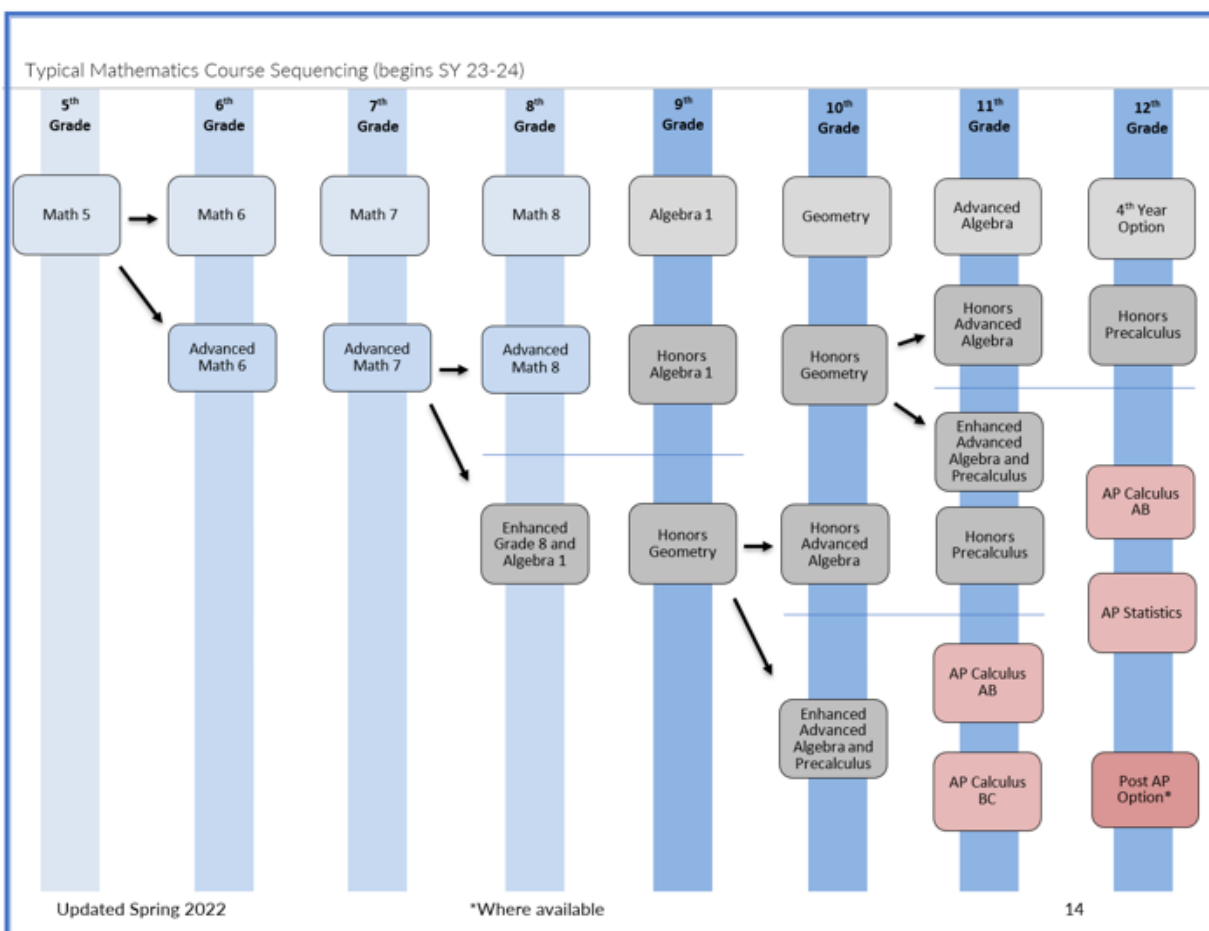 Typical Mathematics Course Sequencing (begins SY 23-24)
5th
Grade
6th
Grade
7th
Grade
8th
Grade
9th
Grade
10th
Grade
11th
Grade
12th
Grade
Math 5
Math 6
Math 7
Math 8
Algebra 1
Geometry
Advanced
Algebra
4th Year
Option
Advanced
Math 6
Advanced
Math 7
Advanced
Math 8
Honors
Algebra 1
Honors
Geometry
Honors
Advanced
Algebra
Honors
Precalculus
Enhanced
Advanced
Algebra and
Precalculus
AP Calculus
AB
Enhanced
Grade 8 and
Algebra 1
Honors
Geometry
Honors
Advanced
Algebra
Honors
Precalculus
AP Statistics
AP Calculus
AB
Enhanced
Advanced
Algebra and
Precalculus
AP Calculus
BC
Post AP
Option*
Updated Spring 2022
*Where available
14